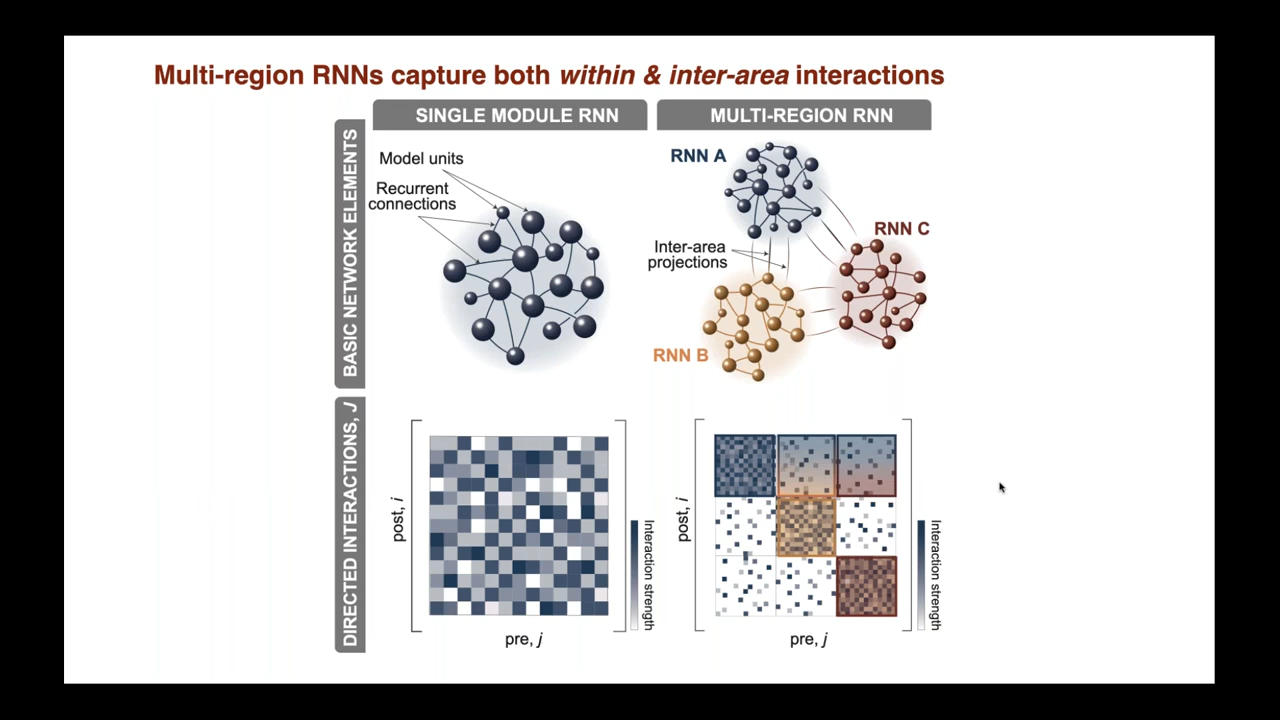 Multi-region RNNs capture both within & inter-area interactions
SINGLE MODULE RNN
MULTI-REGION RNN
BASIC NETWORK ELEMENTS
Model units
Recurrent
connections
RNN A
RNN C
Inter-area
projections
RNN B
DIRECTED INTERACTIONS, J
post, i
pre, j
Interaction strength
post, i
pre, j
Interaction strength